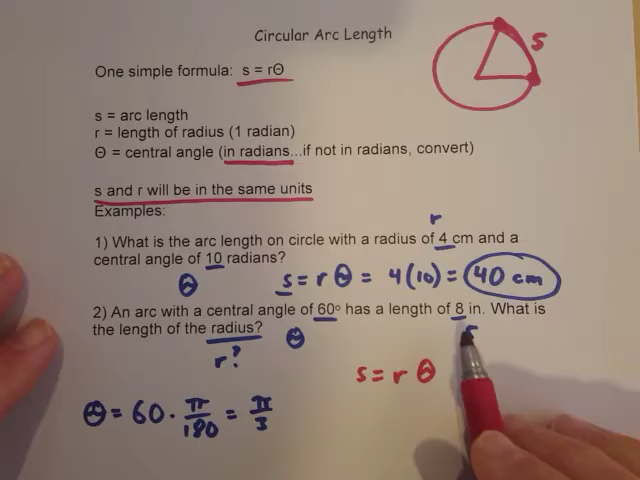 Circular Arc Length
S
One simple formula: s = rΘ
s = arc length
r = length of radius (1 radian)
Θ = central angle (in radians...if not in radians, convert)
s and r will be in the same units
Examples:
r
1) What is the arc length on circle with a radius of 4 cm and a
central angle of 10 radians?
Θ s = r Θ = 4(10) = 40 cm
2) An arc with a central angle of 60° has a length of 8 in. What is
the length of the radius? Θ
r? s = r Θ
Θ = 60 · π/180 = π/3